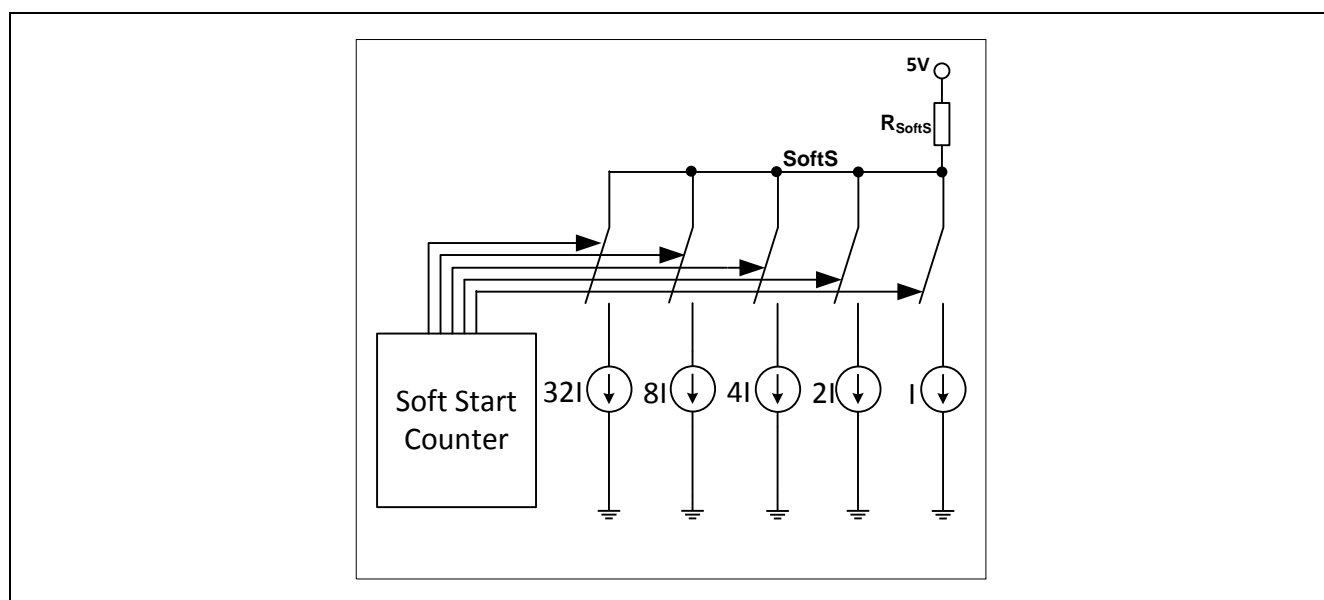 5V
RSoftS
SoftS
Soft Start
Counter
32I
8I
4I
2I
I